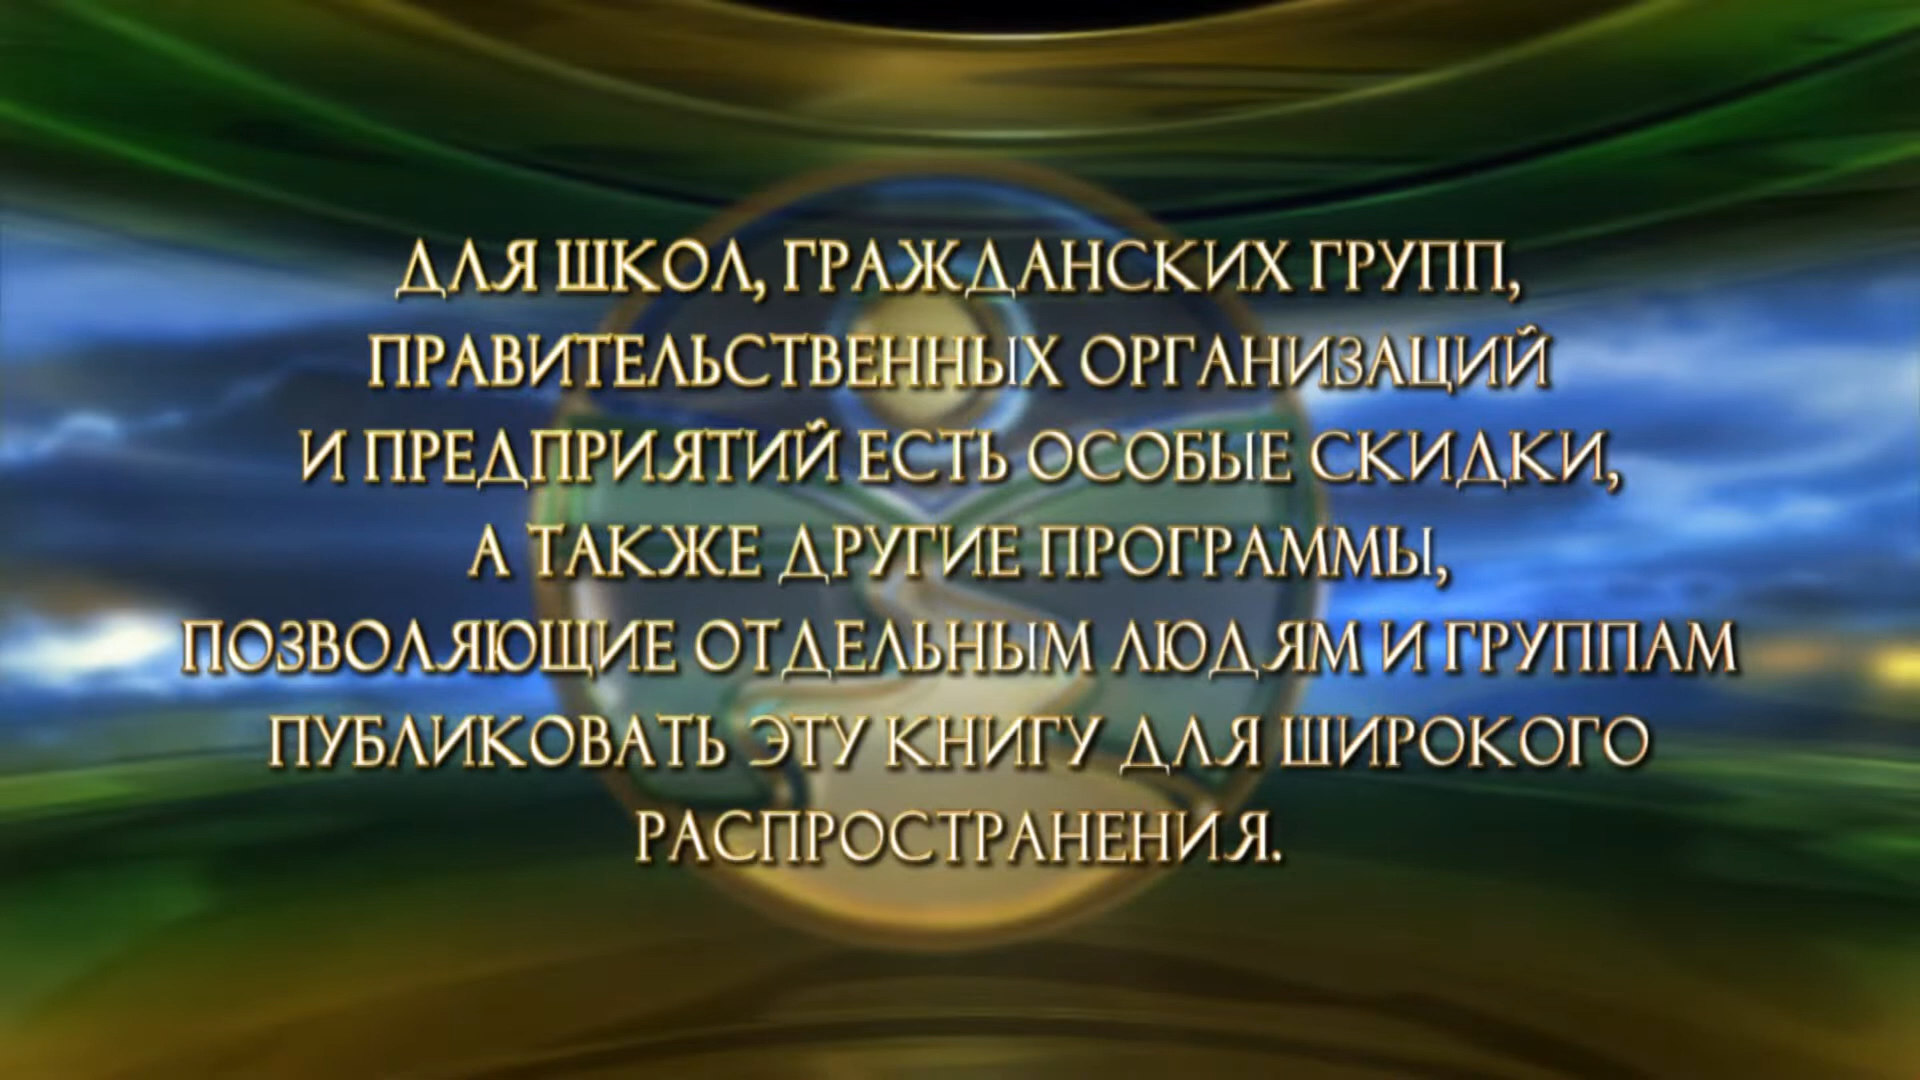 ДЛЯ ШКОЛ, ГРАЖДАНСКИХ ГРУПП,
ПРАВИТЕЛЬСТВЕННЫХ ОРГАНИЗАЦИЙ
И ПРЕДПРИЯТИЙ ЕСТЬ ОСОБЫЕ СКИДКИ,
А ТАКЖЕ ДРУГИЕ ПРОГРАММЫ,
ПОЗВОЛЯЮЩИЕ ОТДЕЛЬНЫМ ЛЮДЯМ И ГРУППАМ
ПУБЛИКОВАТЬ ЭТУ КНИГУ ДЛЯ ШИРОКОГО
РАСПРОСТРАНЕНИЯ.